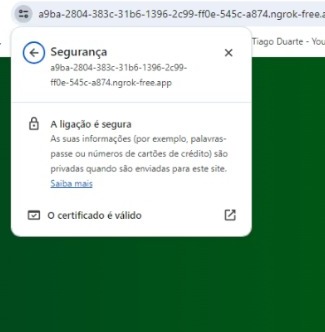 a9ba-2804-383c-31b6-1396-2c99-ff0e-545c-a874.ngrok-free.a
Tiago Duarte - You
Segurança
a9ba-2804-383c-31b6-1396-2c99-
ff0e-545c-a874.ngrok-free.app
A ligação é segura
As suas informações (por exemplo, palavras-
passe ou números de cartões de crédito) são
privadas quando são enviadas para este site.
Saiba mais
O certificado é válido